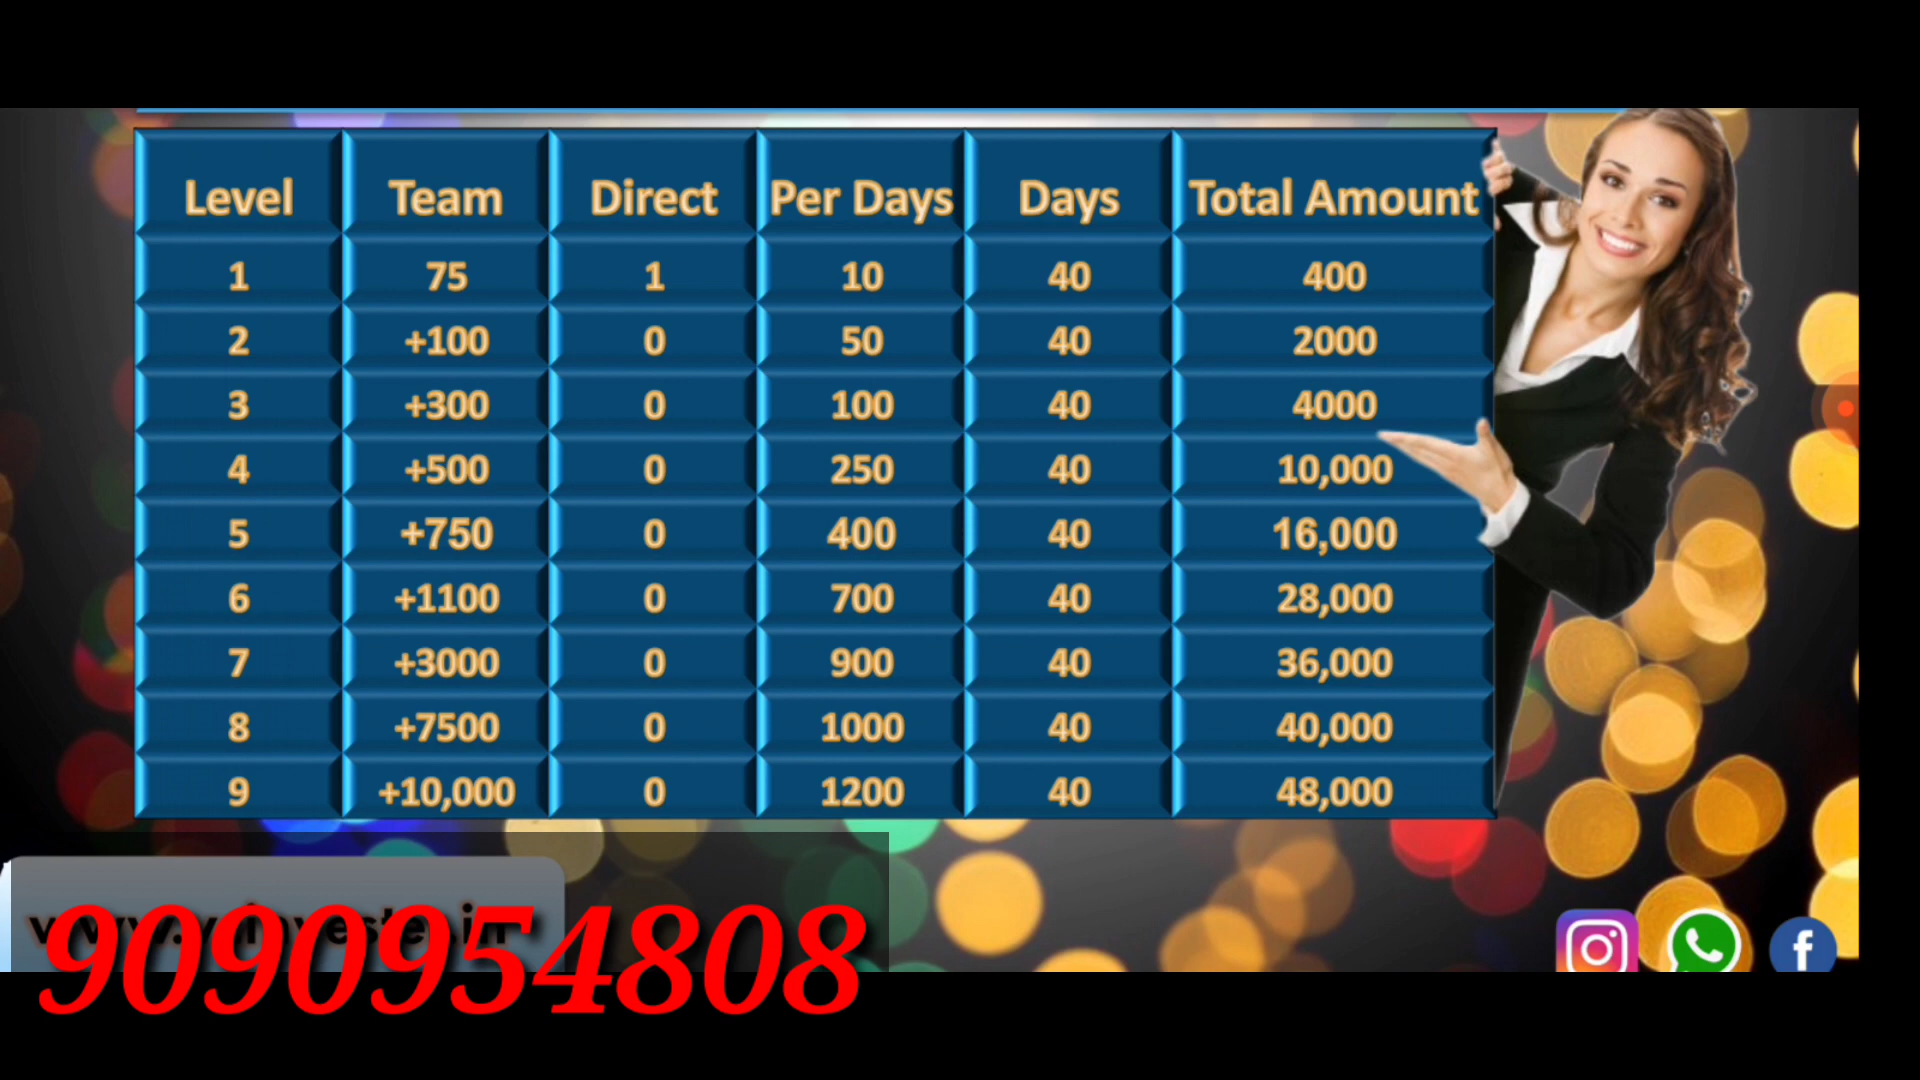 Level Team Direct Per Days Days Total Amount
1 75 1 10 40 400
2 +100 0 50 40 2000
3 +300 0 100 40 4000
4 +500 0 250 40 10,000
5 +750 0 400 40 16,000
6 +1100 0 700 40 28,000
7 +3000 0 900 40 36,000
8 +7500 0 1000 40 40,000
9 +10,000 0 1200 40 48,000
9090954808